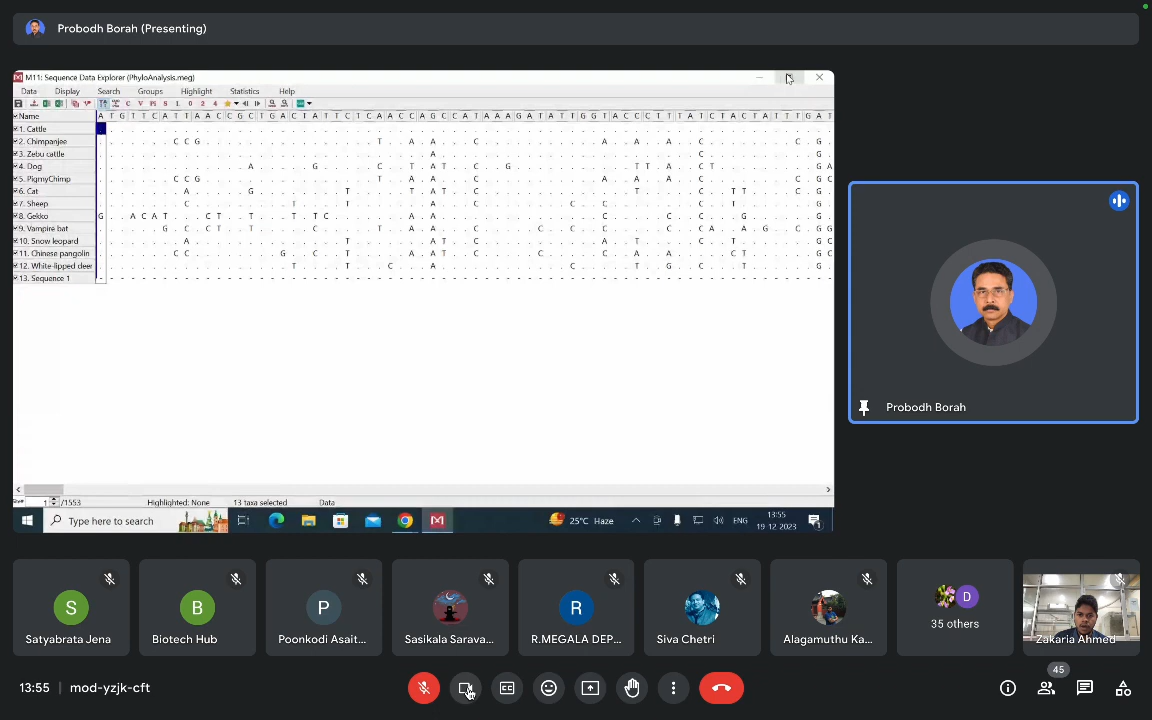 Probodh Borah (Presenting)
M11: Sequence Data Explorer (PhyloAnalysis.meg)
Data Display Search Groups Highlight Statistics Help
Name A T G T T C A T T A A C C G C T G A C T A T T C T C A A C C A G C C A T A A A G A T A T T G G T A C C C T T T A T C T A C T A T T T G A T
1. Cattle
2. Chimpanjee C C G T A A C A A A C G
3. Zebu cattle A C G
4. Dog A G C T A T C G T T A C T G A
5. PigmyChimp C C G T A A C A A A C G C
6. Cat A G T T A T C T C T T C G
7. Sheep C T T A C C C G
8. Gekko G A C A T C T T T T C A A C C C G G
9. Vampire bat G C C T T C T A A C C C C C A A G C G G
10. Snow leopard A T A T C A T C T G C
11. Chinese pangolin C C G C T A A T C C C A A C T G C
12. White-lipped deer T T C A C T G C T G
13. Sequence 1
1 /1553 Highlighted: None 13 taxa selected Data
Type here to search 25°C Haze ENG 13:55
19-12-2023
Probodh Borah
Satyabrata Jena
B
Biotech Hub
P
Poonkodi Asait...
Sasikala Sarava...
R
R.MEGALA DEP...
Siva Chetri
Alagamuthu Ka...
D
35 others
Zakaria Ahmed
S
13:55 | mod-yzjk-cft
45